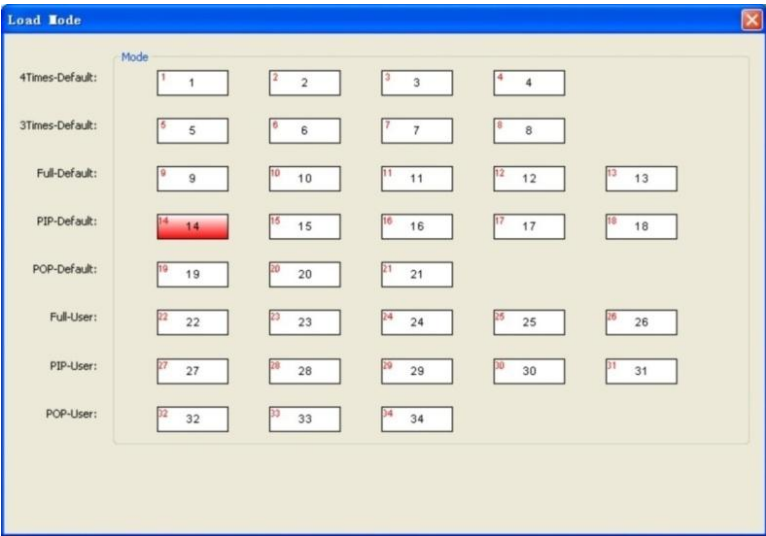 Load Mode
Mode
4Times-Default: 1 1 2 2 3 3 4 4
3Times-Default: 5 5 6 6 7 7 8 8
Full-Default: 9 9 10 10 11 11 12 12 13 13
PIP-Default: 14 14 15 15 16 16 17 17 18 18
POP-Default: 19 19 20 20 21 21
Full-User: 22 22 23 23 24 24 25 25 26 26
PIP-User: 27 27 28 28 29 29 30 30 31 31
POP-User: 32 32 33 33 34 34